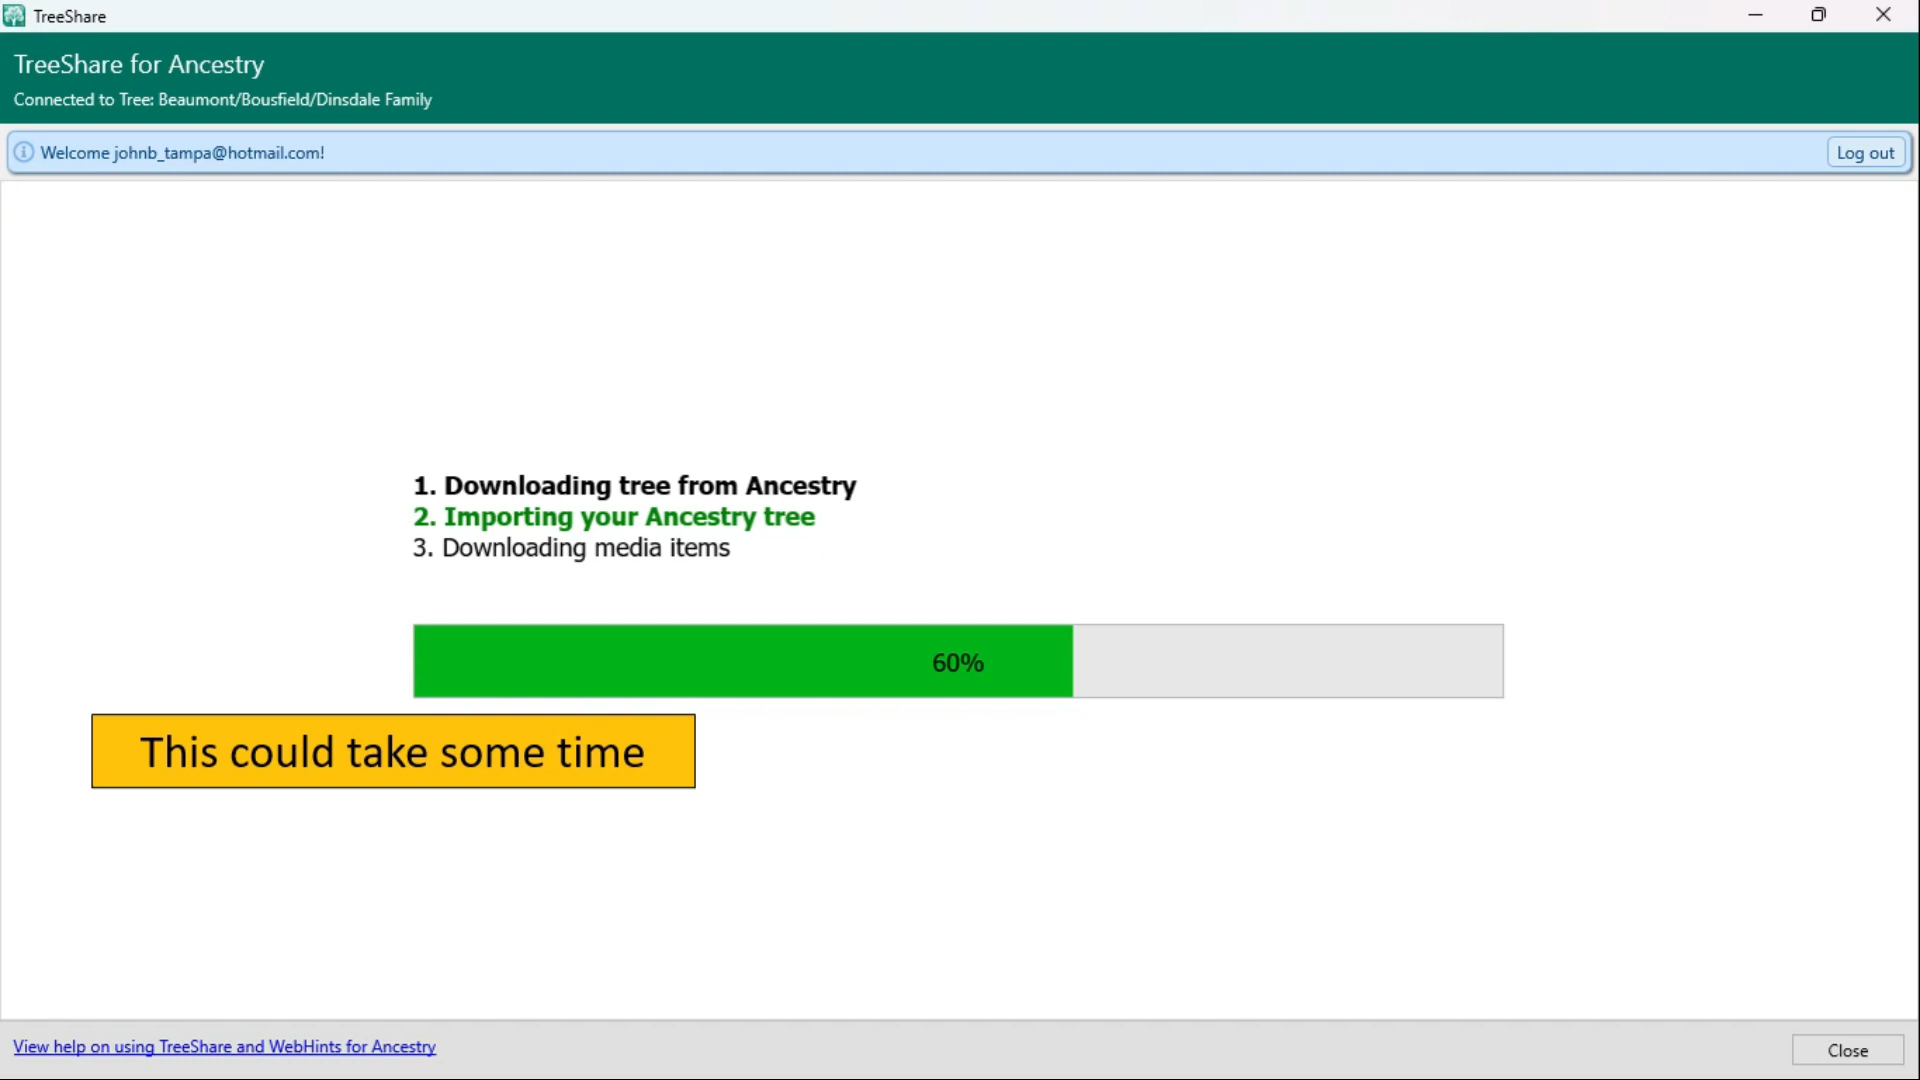 TreeShare
TreeShare for Ancestry
Connected to Tree: Beaumont/Bousfield/Dinsdale Family
Welcome johnb_tampa@hotmail.com!
Log out
1. Downloading tree from Ancestry
2. Importing your Ancestry tree
3. Downloading media items
60%
This could take some time
View help on using TreeShare and WebHints for Ancestry
Close